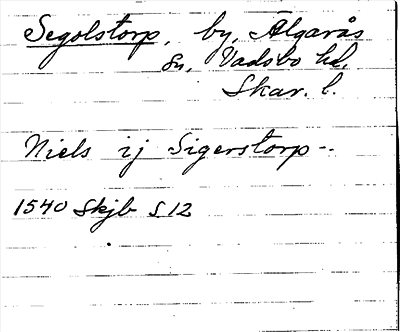 Segolstorp, by, Älgarås
sn, Vadsbo hd,
Skar. l.
Niels ij Sigerstorp -
1540 Skjb S 12